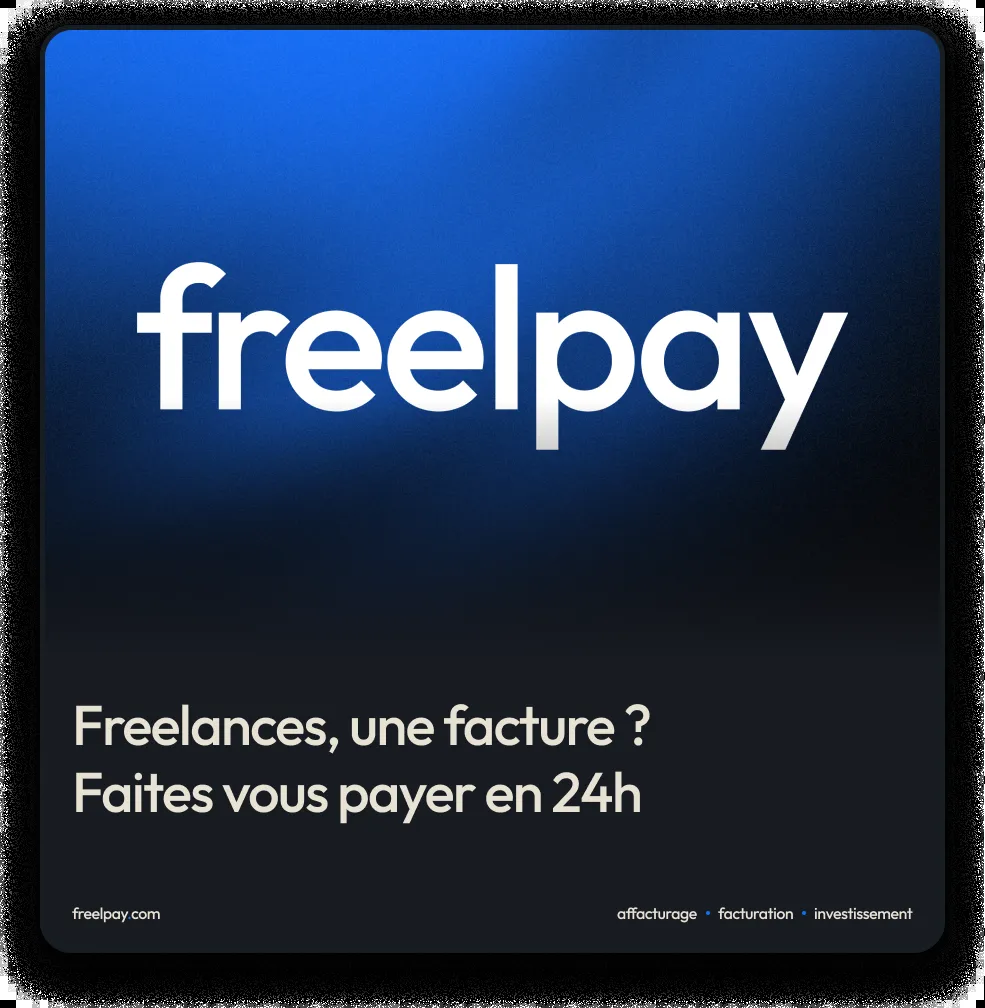 freelpay
Freelances, une facture ?
Faites vous payer en 24h
freelpay.com
affacturage • facturation • investissement